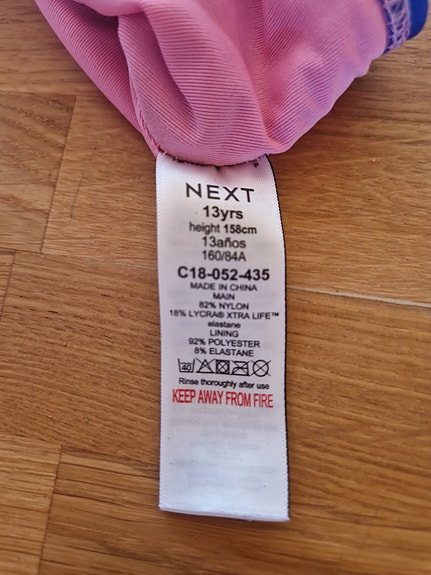 NEXT
13yrs
height 158cm
13años
160/84A
C18-052-435
MADE IN CHINA
MAIN
82% NYLON
18% LYCRA® XTRA LIFE™
elastane
LINING
92% POLYESTER
8% ELASTANE
40
Rinse thoroughly after use
KEEP AWAY FROM FIRE